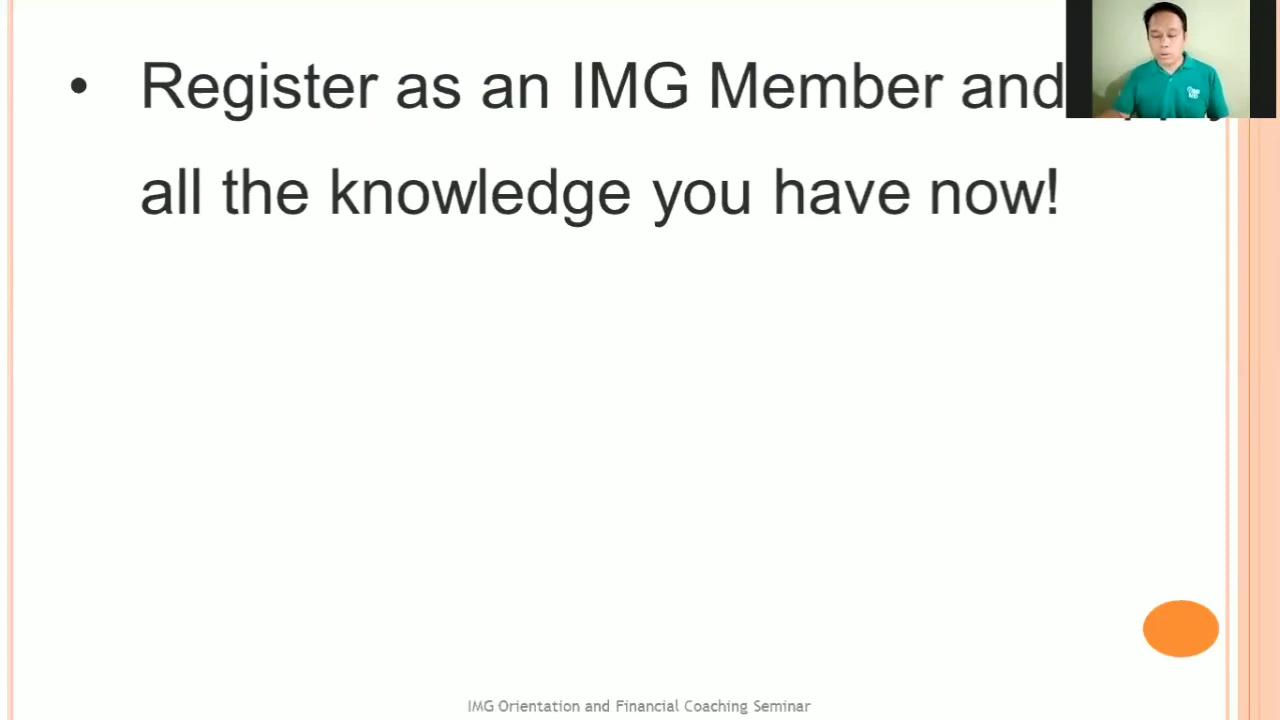 • Register as an IMG Member and
all the knowledge you have now!
IMG Orientation and Financial Coaching Seminar